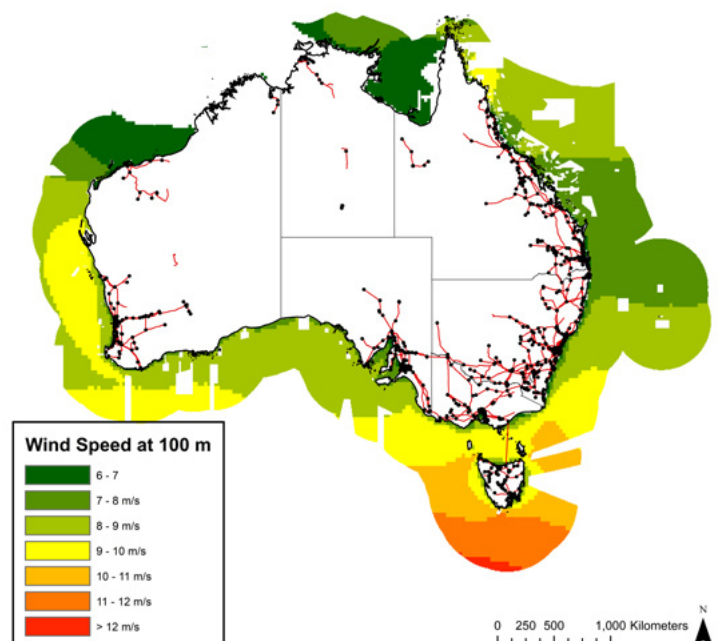 Wind Speed at 100 m
6 - 7
7 - 8 m/s
8 - 9 m/s
9 - 10 m/s
10 - 11 m/s
11 - 12 m/s
> 12 m/s
N
0 250 500 1,000 Kilometers